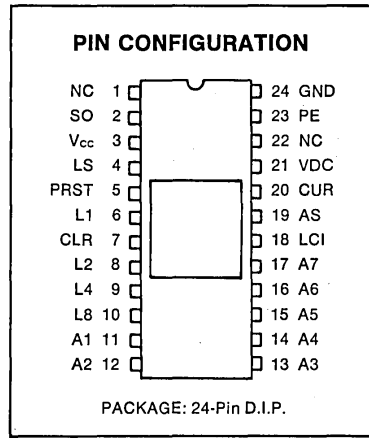 PIN CONFIGURATION
NC 1 24 GND
SO 2 23 PE
Vcc 3 22 NC
LS 4 21 VDC
PRST 5 20 CUR
L1 6 19 AS
CLR 7 18 LCI
L2 8 17 A7
L4 9 16 A6
L8 10 15 A5
A1 11 14 A4
A2 12 13 A3
PACKAGE: 24-Pin D.I.P.